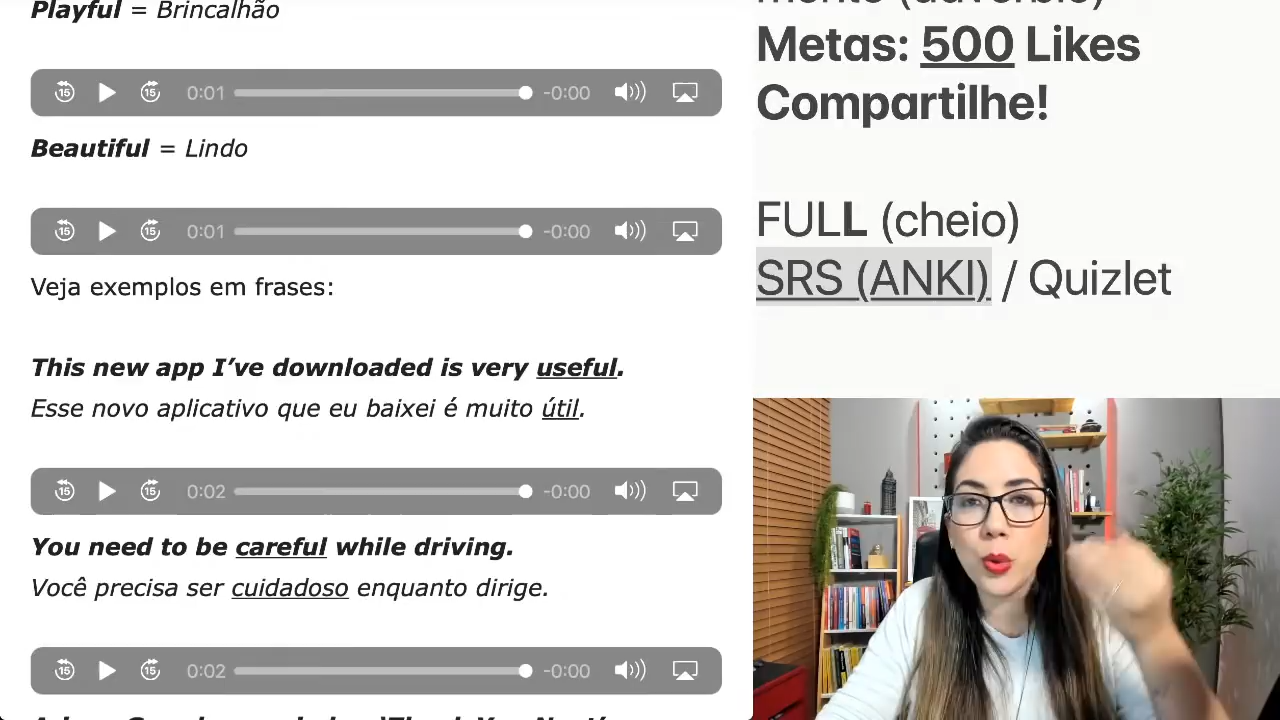 Playful = Brincalhão
0:01 -0:00
Beautiful = Lindo
0:01 -0:00
Veja exemplos em frases:
This new app I’ve downloaded is very useful.
Esse novo aplicativo que eu baixei é muito útil.
0:02 -0:00
You need to be careful while driving.
Você precisa ser cuidadoso enquanto dirige.
0:02 -0:00
Metas: 500 Likes
Compartilhe!
FULL (cheio)
SRS (ANKI) / Quizlet